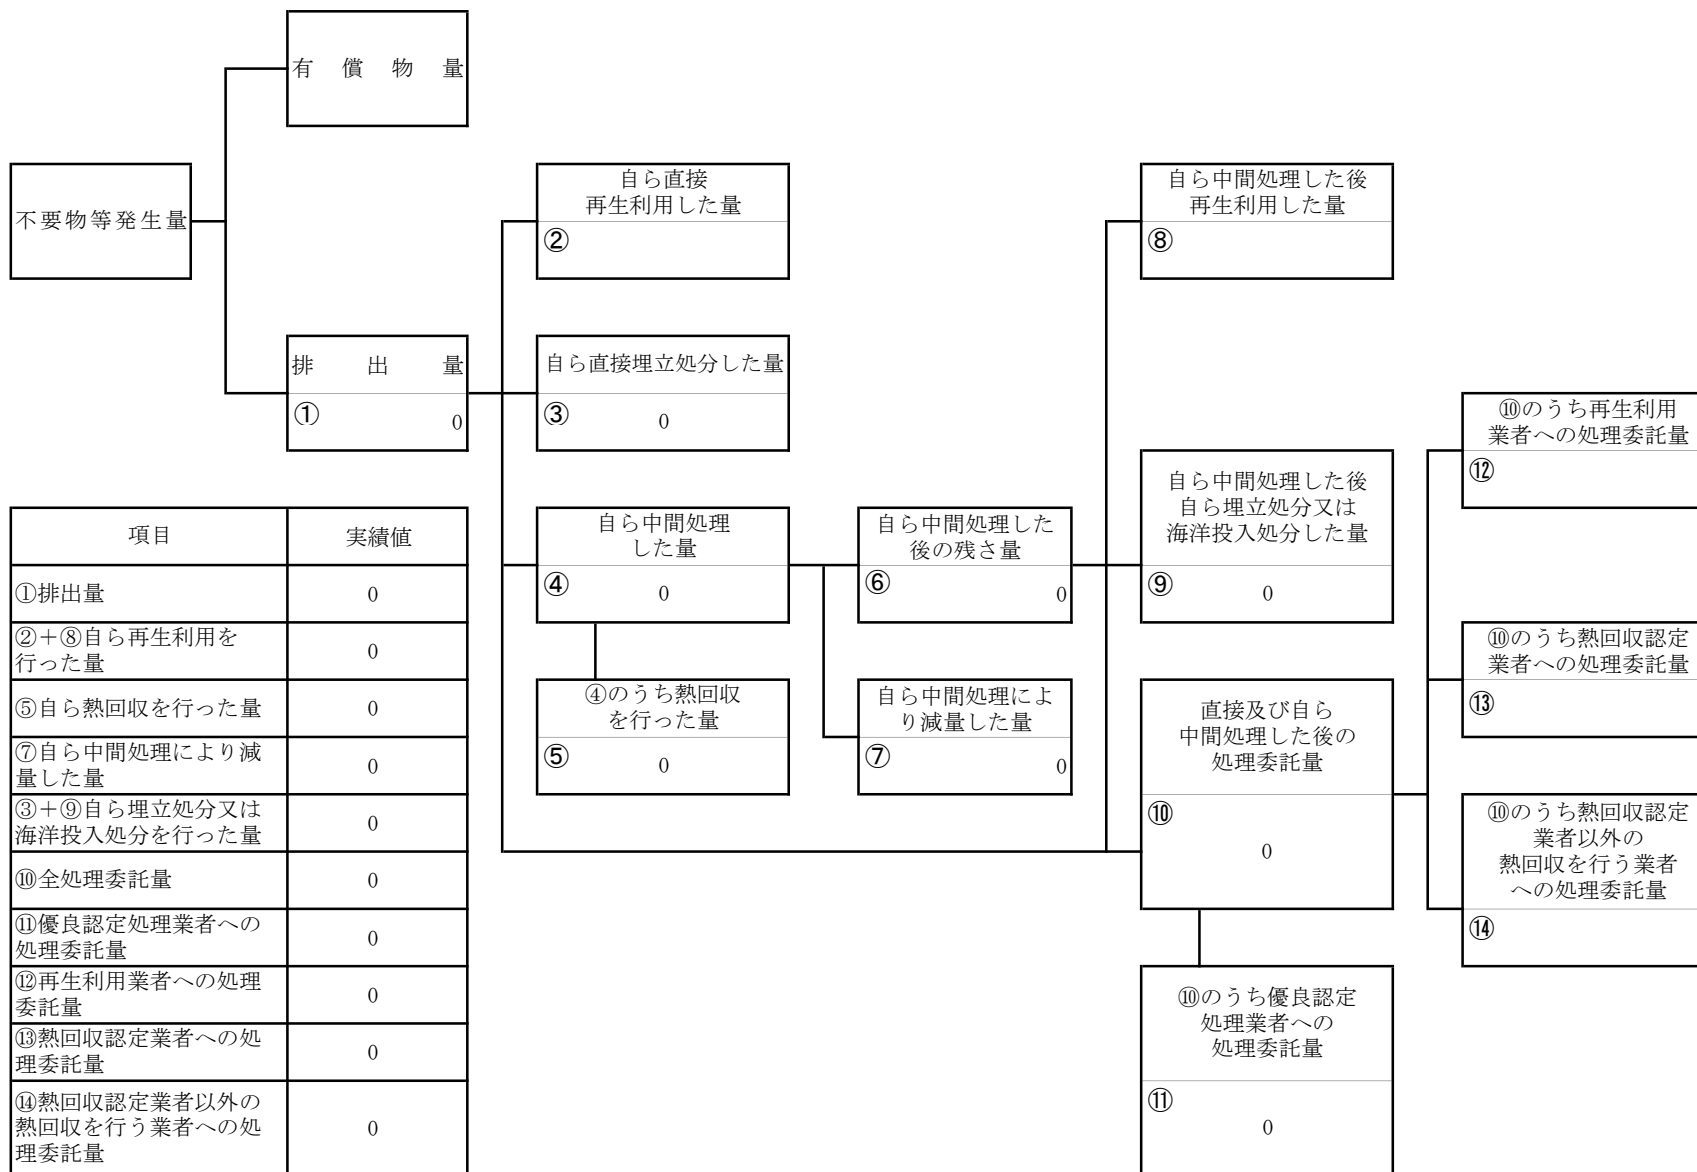 有償物量
不要物等発生量
自ら直接
再生利用した量
②
自ら中間処理した後
再生利用した量
⑧
排出量
①
0
自ら直接埋立処分した量
③
0
⑩のうち再生利用
業者への処理委託量
⑫
自ら中間処理した後
自ら埋立処分又は
海洋投入処分した量
⑨
0
自ら中間処理
した量
④
0
自ら中間処理した
後の残さ量
⑥
0
⑩のうち熱回収認定
業者への処理委託量
⑬
④のうち熱回収
を行った量
⑤
0
自ら中間処理によ
り減量した量
⑦
0
直接及び自ら
中間処理した後の
処理委託量
⑩
0
⑩のうち熱回収認定
業者以外の
熱回収を行う業者
への処理委託量
⑭
⑩のうち優良認定
処理業者への
処理委託量
⑪
0
項目 実績値
①排出量 0
②+⑧自ら再生利用を
行った量 0
⑤自ら熱回収を行った量 0
⑦自ら中間処理により減
量した量 0
③+⑨自ら埋立処分又は
海洋投入処分を行った量 0
⑩全処理委託量 0
⑪優良認定処理業者への
処理委託量 0
⑫再生利用業者への処理
委託量 0
⑬熱回収認定業者への処
理委託量 0
⑭熱回収認定業者以外の
熱回収を行う業者への処 0
理委託量